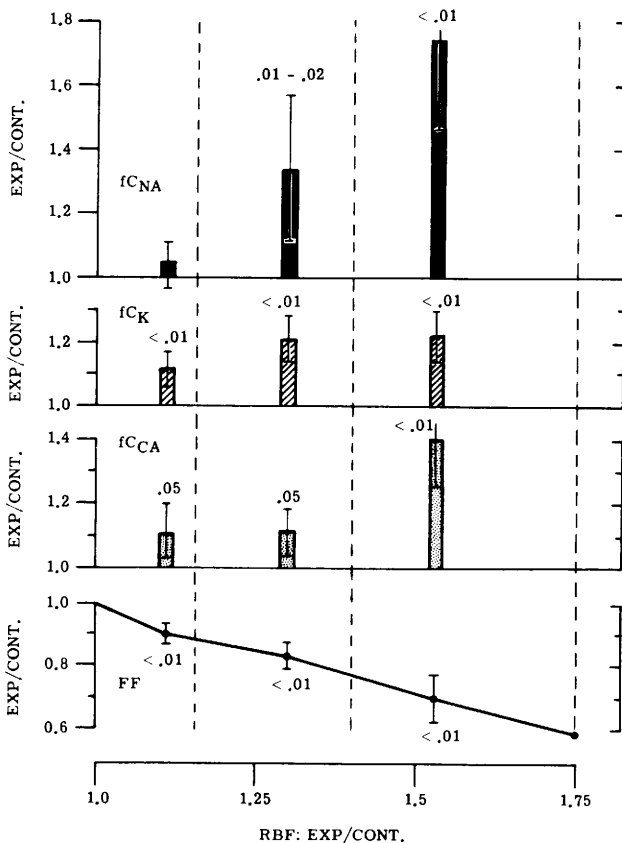 1.8
< .01
.01 - .02
1.6
EXP/CONT.
1.4
fCNA
1.2
1.0
fCK
< .01
< .01
< .01
EXP/CONT.
1.2
1.0
fCCA
1.4
< .01
EXP/CONT.
1.2
.05
.05
1.0
1.0
EXP/CONT.
0.8
< .01
FF
< .01
< .01
0.6
1.0
1.25
1.5
1.75
RBF: EXP/CONT.